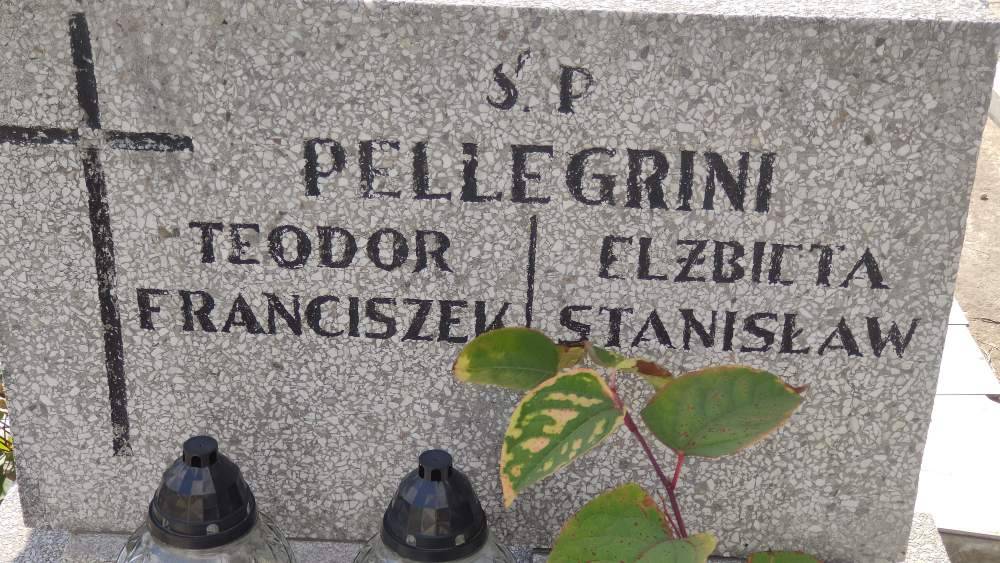 Ś. P
PELLEGRINI
TEODOR | ELŻBIETA
FRANCISZEK | STANISŁAW